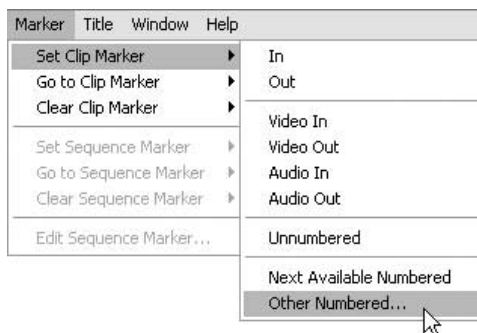 Marker Title Window Help
Set Clip Marker
Go to Clip Marker
Clear Clip Marker
Set Sequence Marker
Go to Sequence Marker
Clear Sequence Marker
Edit Sequence Marker...
In
Out
Video In
Video Out
Audio In
Audio Out
Unnumbered
Next Available Numbered
Other Numbered...